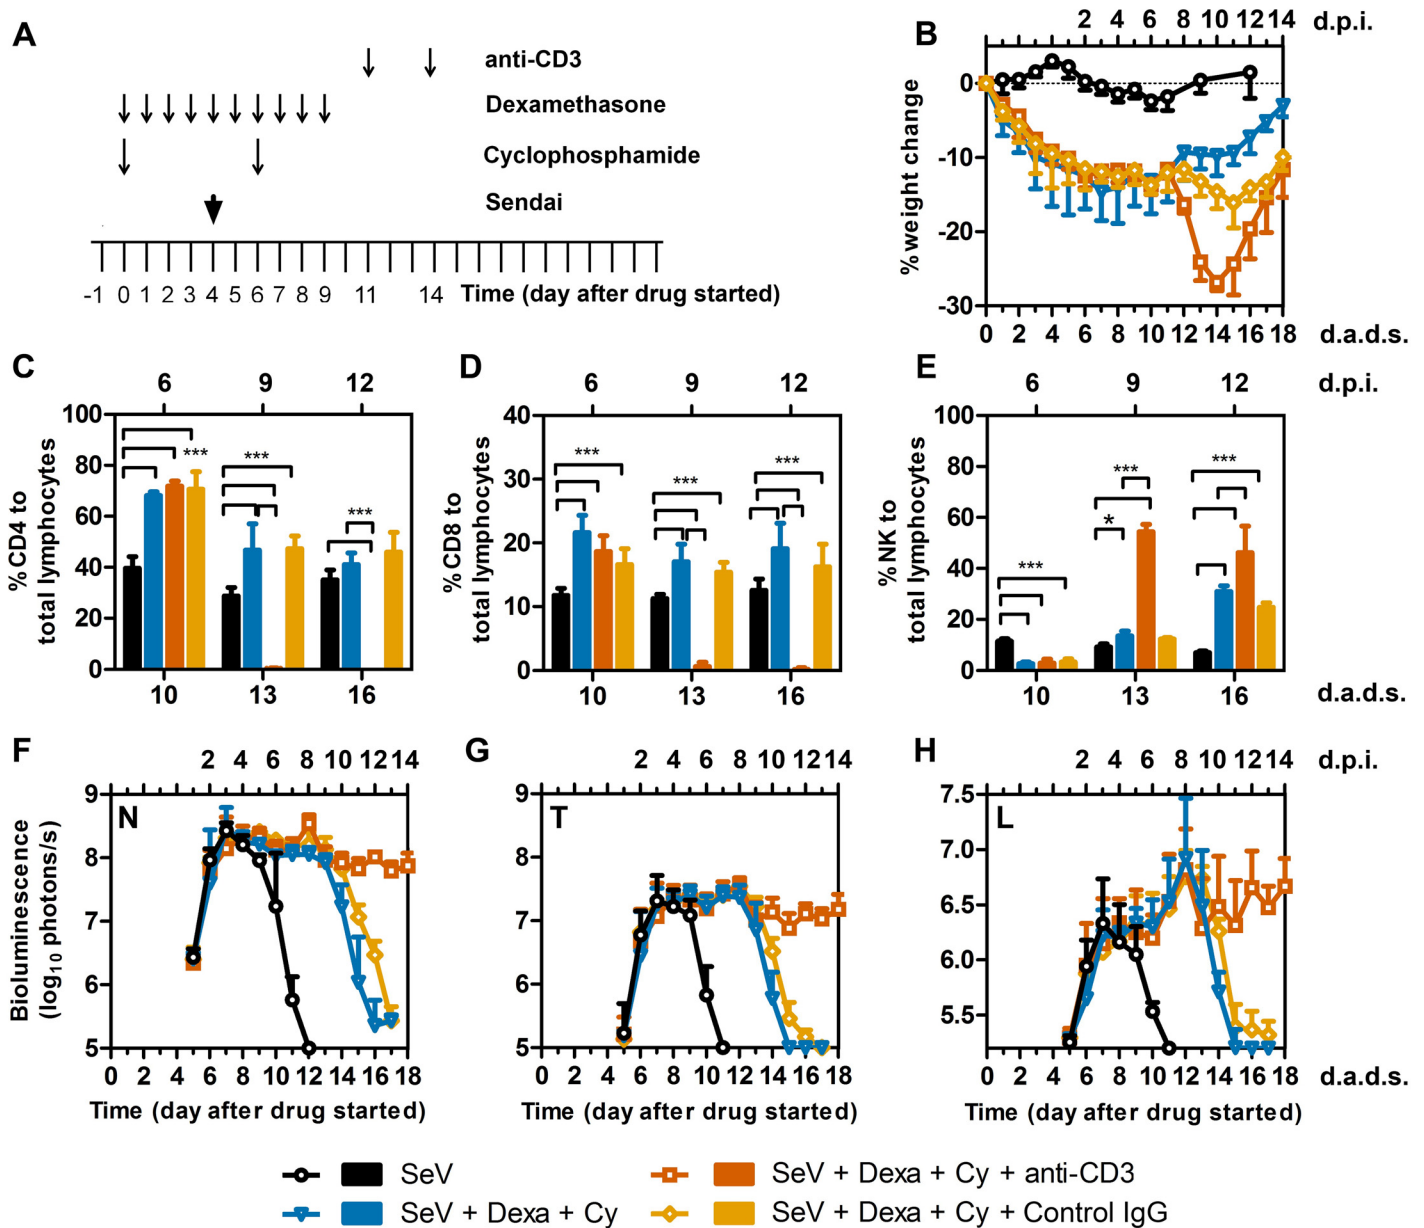 A
anti-CD3
Dexamethasone
Cyclophosphamide
Sendai
-1 0 1 2 3 4 5 6 7 8 9 11 14 Time (day after drug started)
B
2 4 6 8 10 12 14 d.p.i.
%weight change
0
-10
-20
-30
0 2 4 6 8 10 12 14 16 18 d.a.d.s.
C
6 9 12
%CD4 to
total lymphocytes
100
80
60
40
20
0
*** *** ***
10 13 16
D
6 9 12
%CD8 to
total lymphocytes
40
30
20
10
0
*** *** ***
10 13 16
E
6 9 12 d.p.i.
%NK to
total lymphocytes
100
80
60
40
20
0
*** * *** ***
10 13 16 d.a.d.s.
F
2 4 6 8 10 12 14
N
Bioluminescence
(log10 photons/s)
9
8
7
6
5
0 2 4 6 8 10 12 14 16 18
Time (day after drug started)
G
2 4 6 8 10 12 14
T
9
8
7
6
5
0 2 4 6 8 10 12 14 16 18
Time (day after drug started)
H
2 4 6 8 10 12 14 d.p.i.
L
7.5
7.0
6.5
6.0
5.5
0 2 4 6 8 10 12 14 16 18 d.a.d.s.
Time (day after drug started)
SeV
SeV + Dexa + Cy + anti-CD3
SeV + Dexa + Cy
SeV + Dexa + Cy + Control IgG